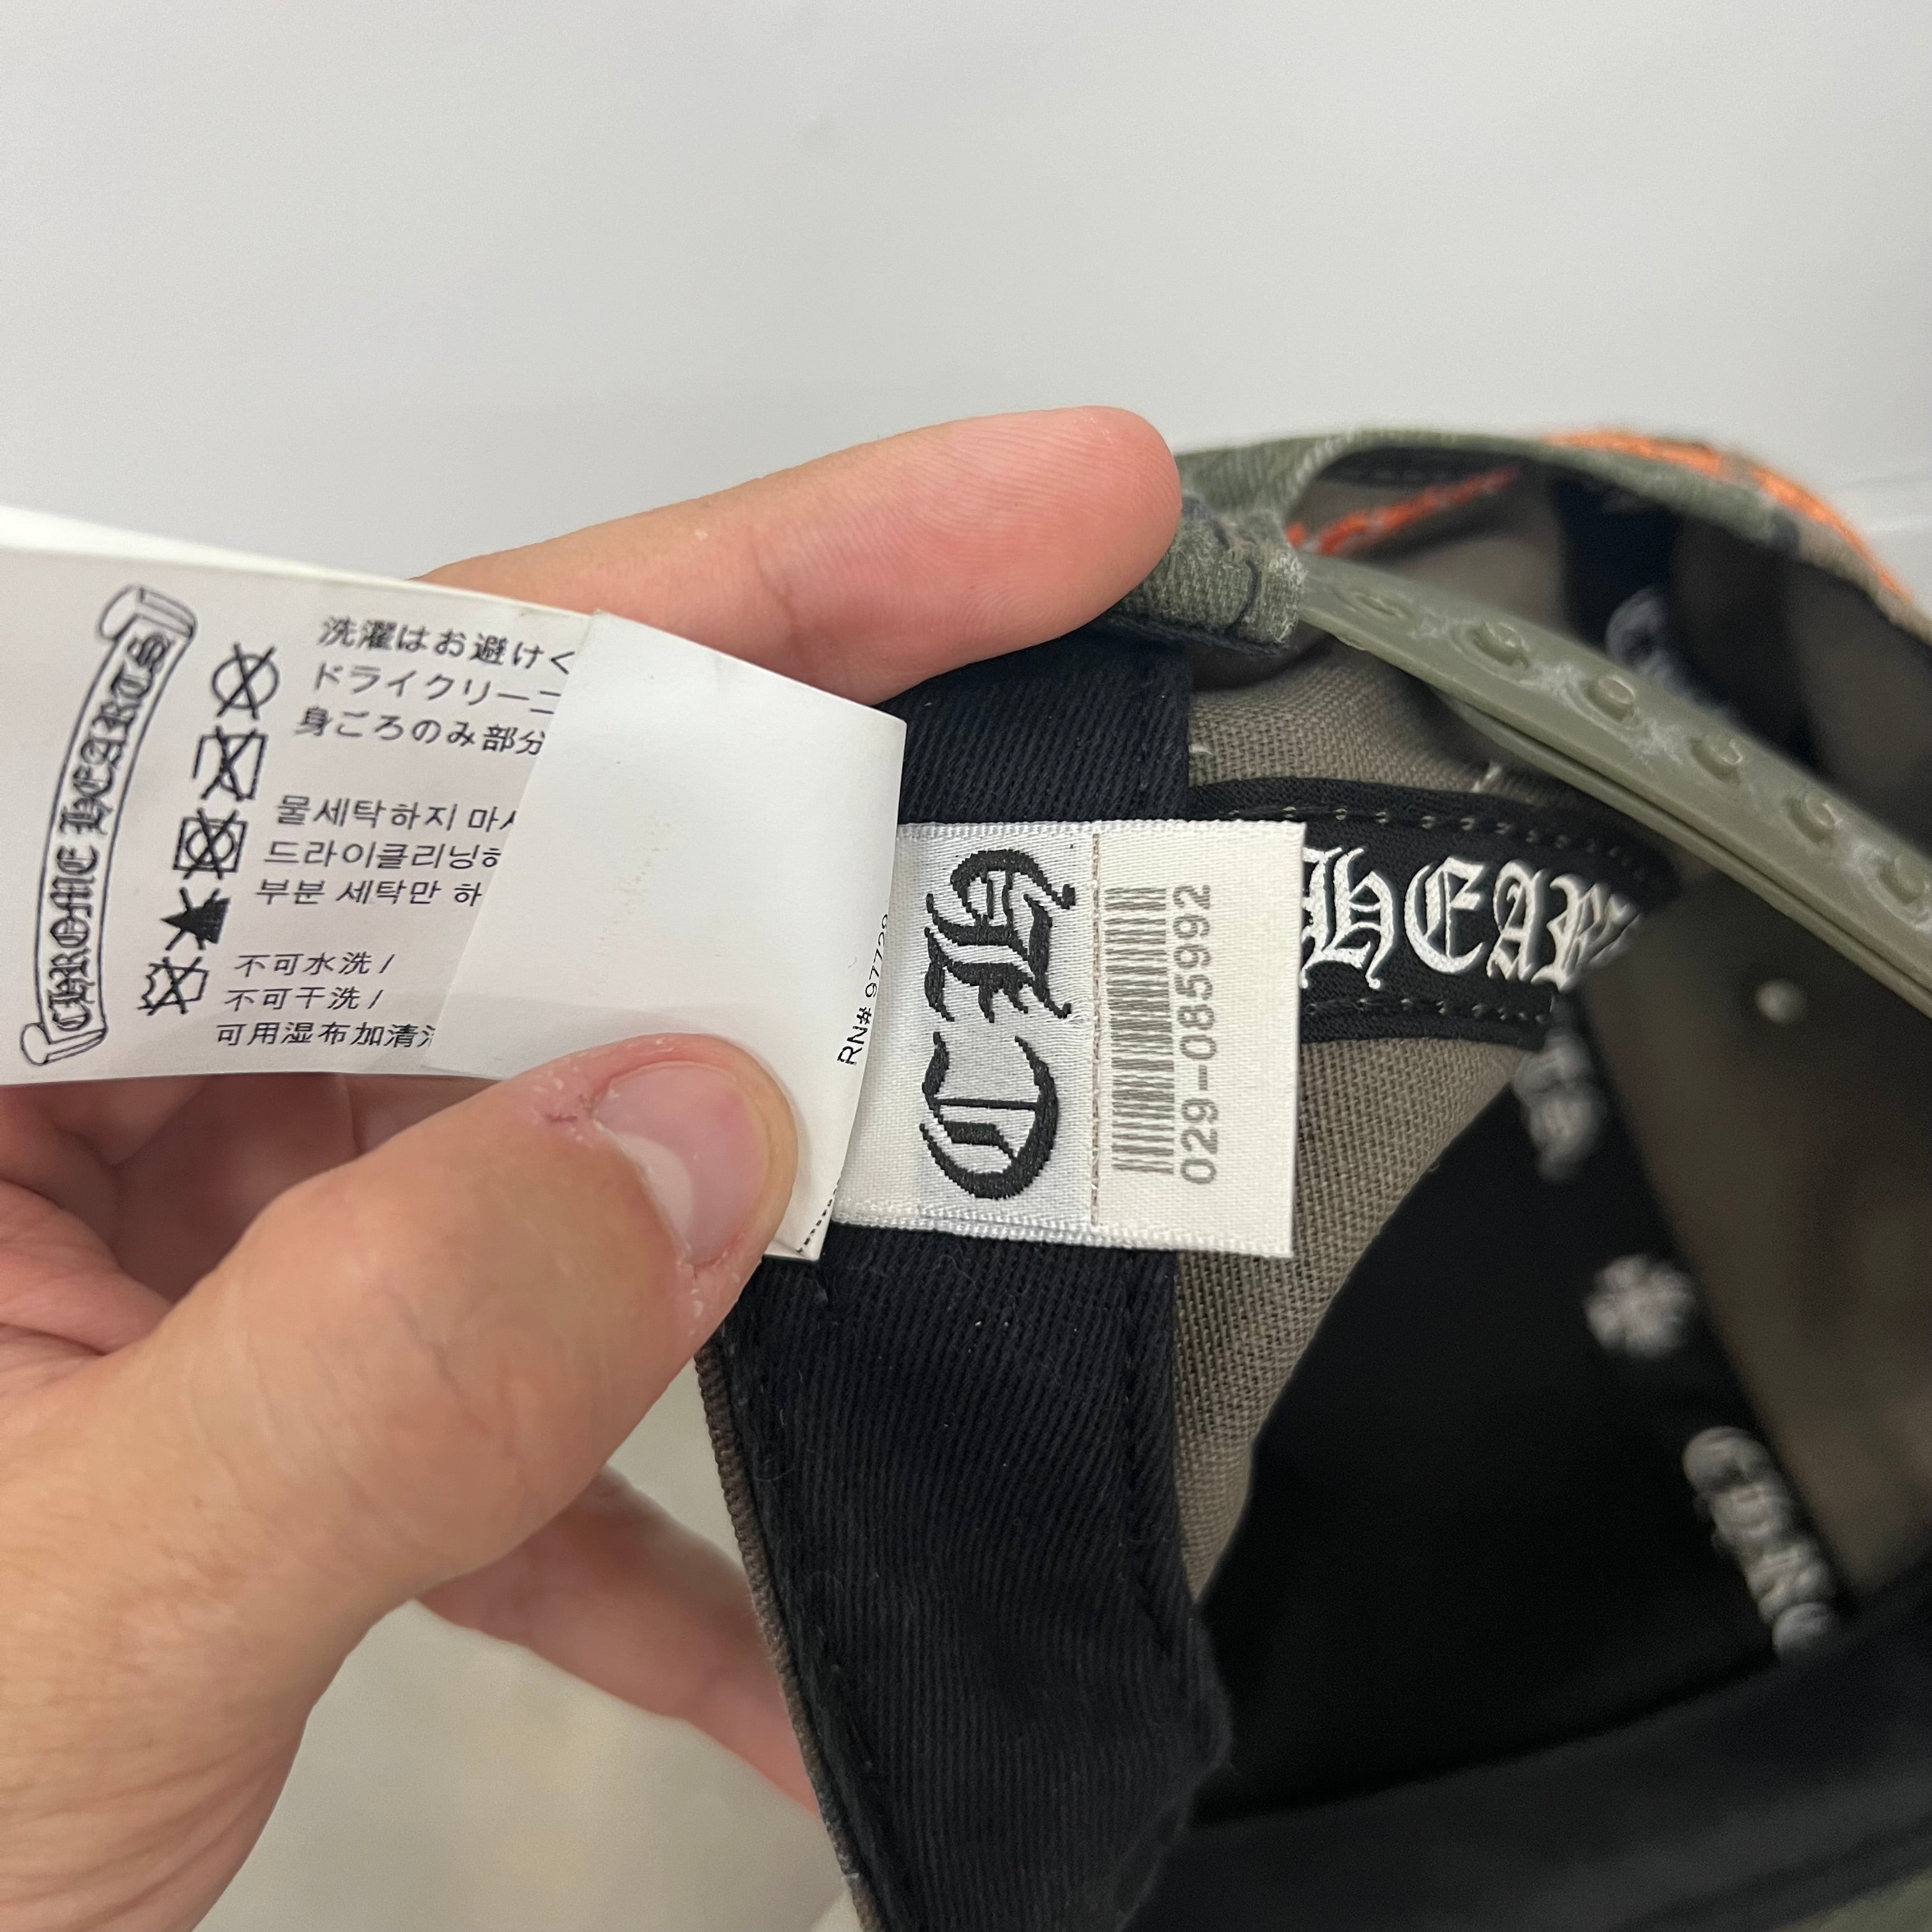 CHROME HEARTS
洗濯はお避けく
ドライクリーニ
身ごろのみ部分
물세탁하지 마시
드라이클리닝하
부분 세탁만 하
不可水洗 /
不可干洗 /
可用湿布加清洁
RN# 97729
CH
029-085992
HEAR